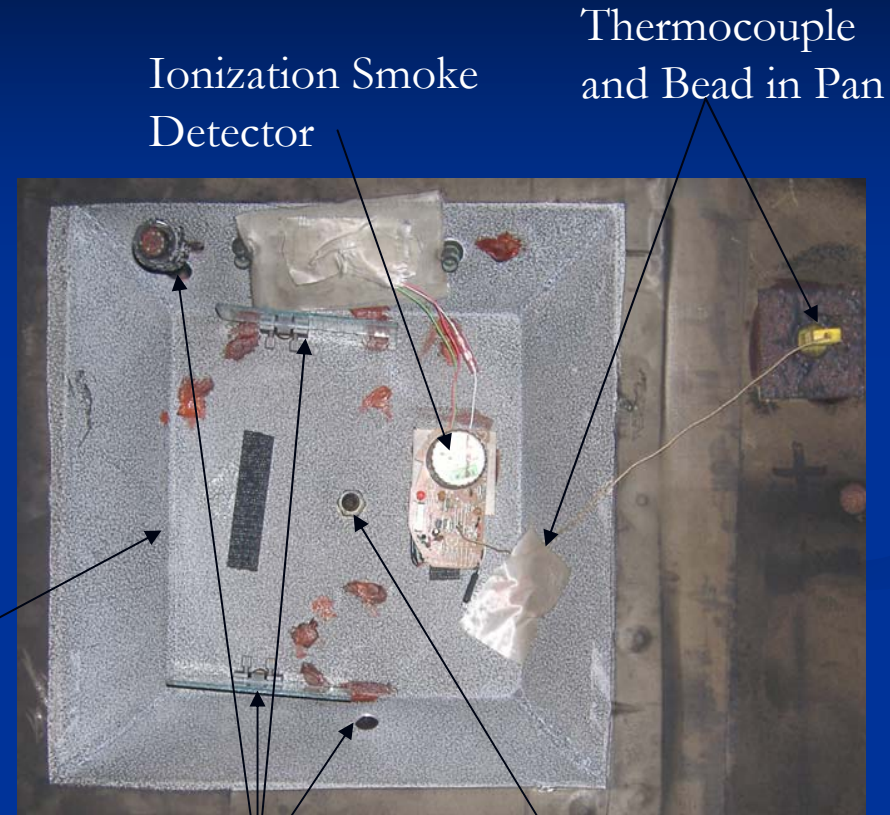 Thermocouple
and Bead in Pan
Ionization Smoke
Detector